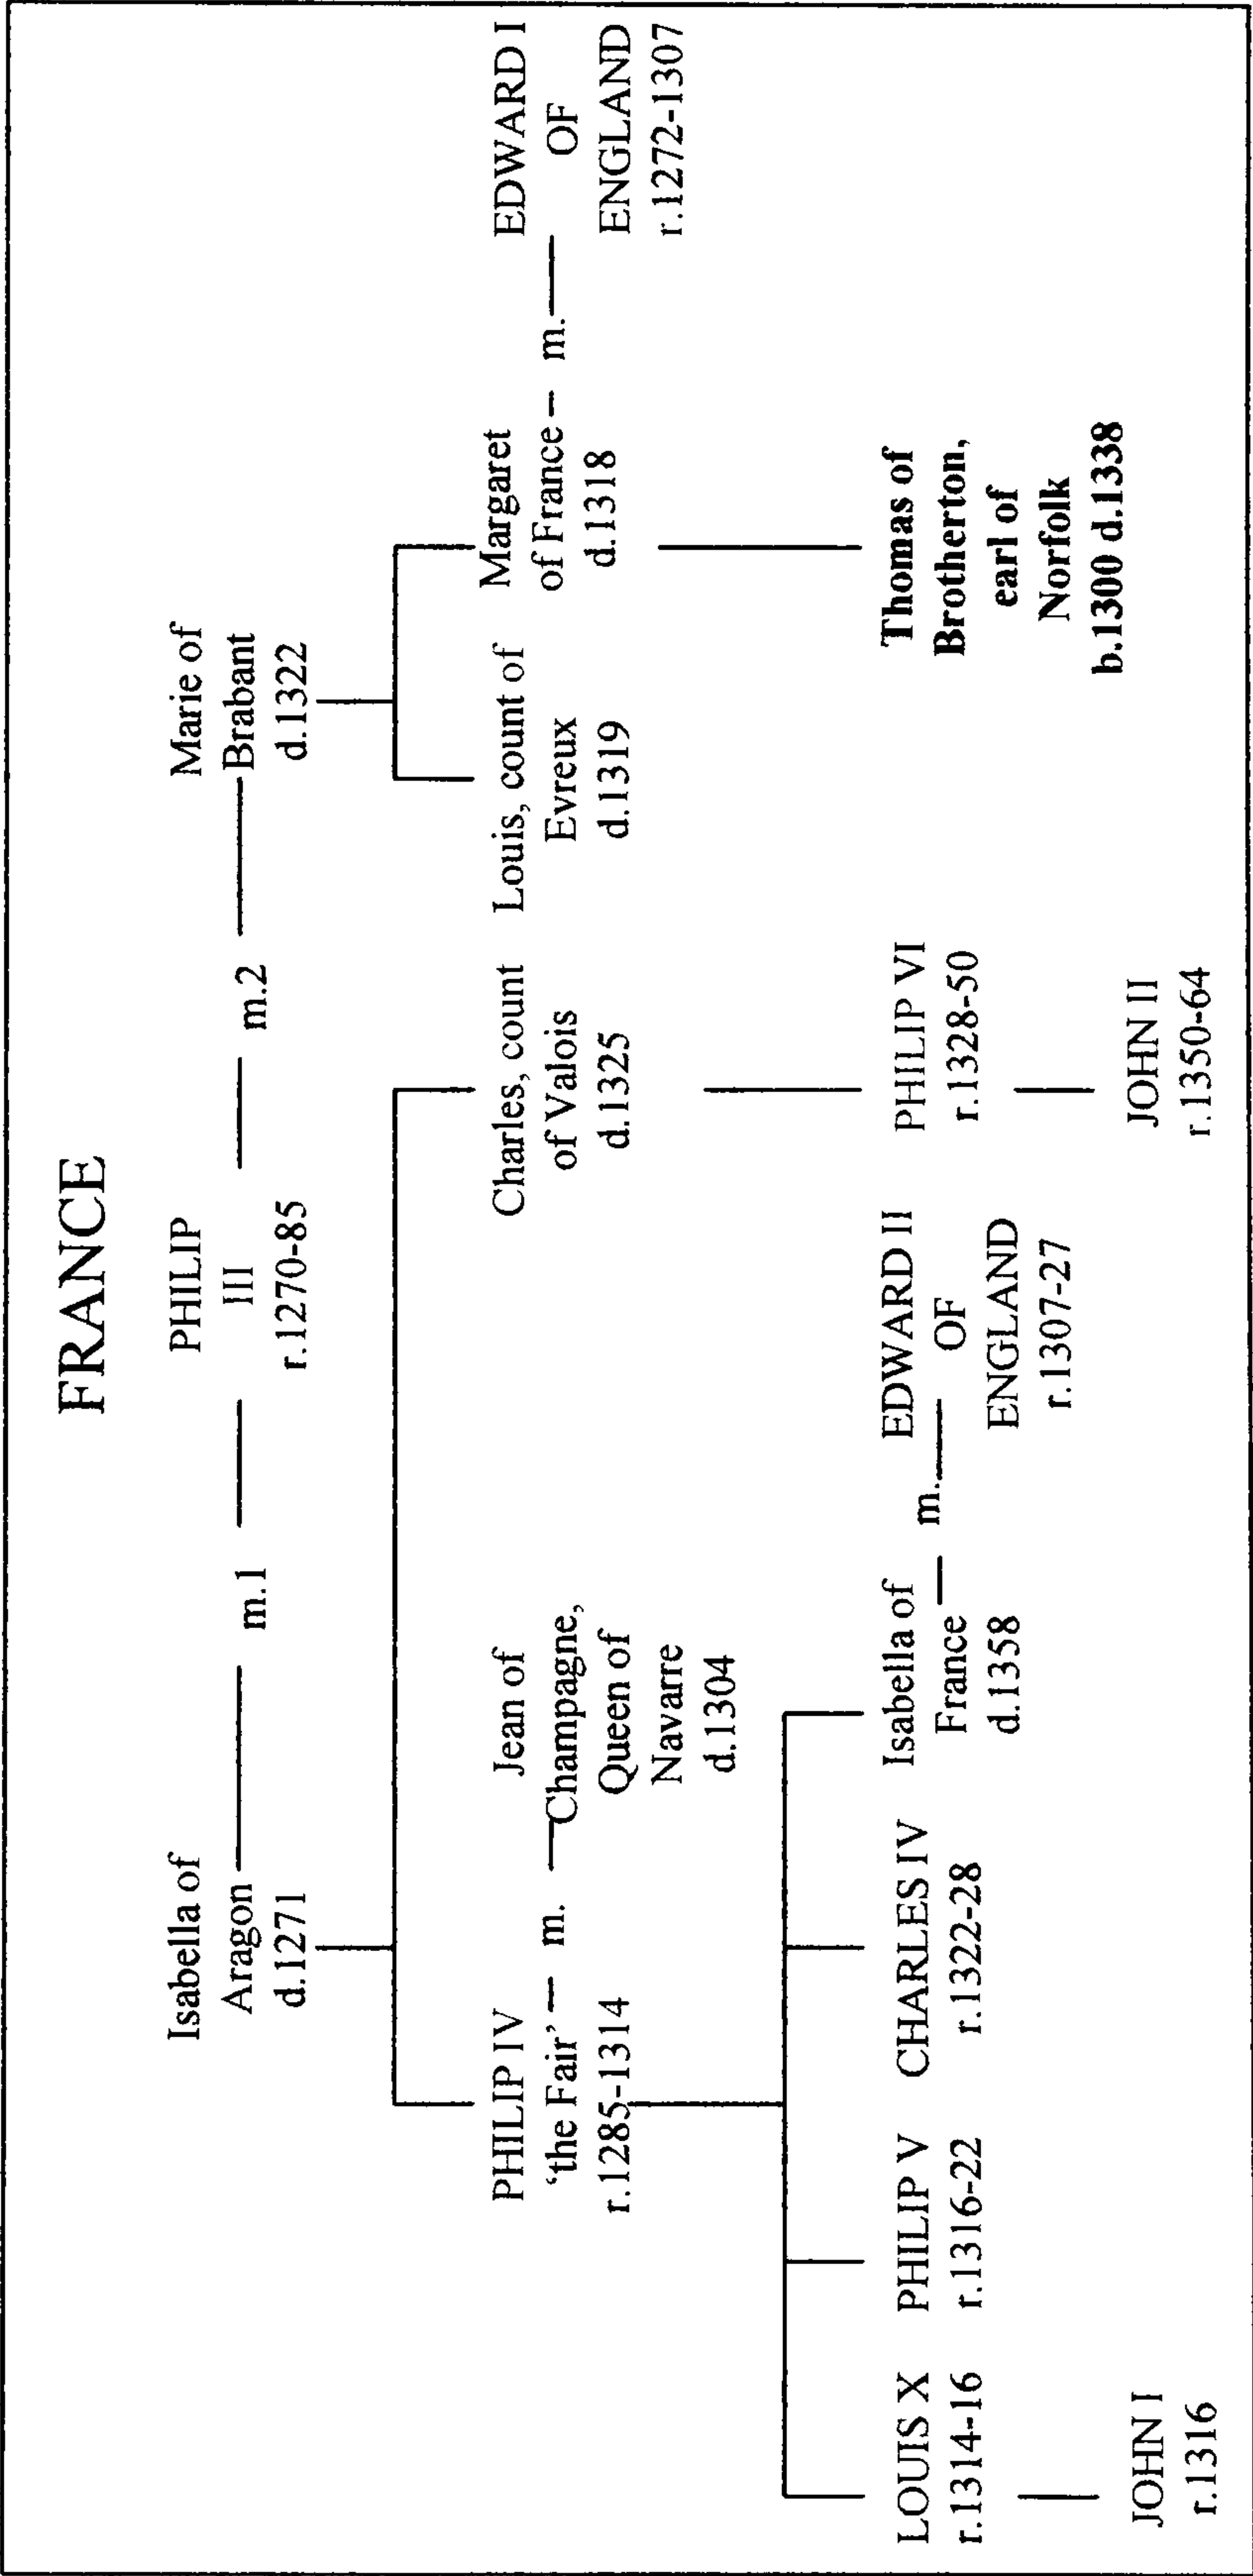 FRANCE
Isabella of
Aragon
d.1271
m.1
PHILIP
III
r.1270-85
m.2
Marie of
Brabant
d.1322
PHILIP IV
‘the Fair’
r.1285-1314
m.
Jean of
Champagne,
Queen of
Navarre
d.1304
Charles, count
of Valois
d.1325
Louis, count of
Evreux
d.1319
Margaret
of France
d.1318
m.
EDWARD I
OF
ENGLAND
r.1272-1307
LOUIS X
r.1314-16
PHILIP V
r.1316-22
CHARLES IV
r.1322-28
Isabella of
France
d.1358
m.
EDWARD II
OF
ENGLAND
r.1307-27
PHILIP VI
r.1328-50
Thomas of
Brotherton,
earl of
Norfolk
b.1300 d.1338
JOHN I
r.1316
JOHN II
r.1350-64